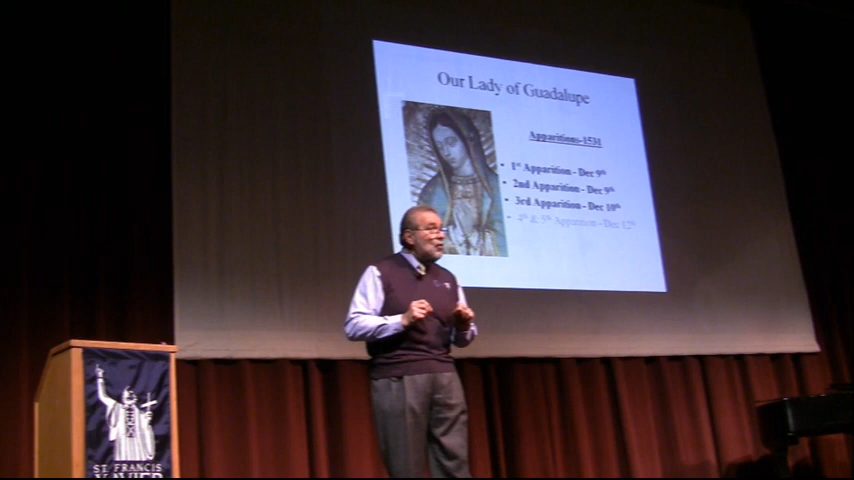 Our Lady of Guadalupe
Apparitions-1531
• 1st Apparition - Dec 9th
• 2nd Apparition - Dec 9th
• 3rd Apparition - Dec 10th
• 4th & 5th Apparition - Dec 12th
ST. FRANCIS
XAVIER